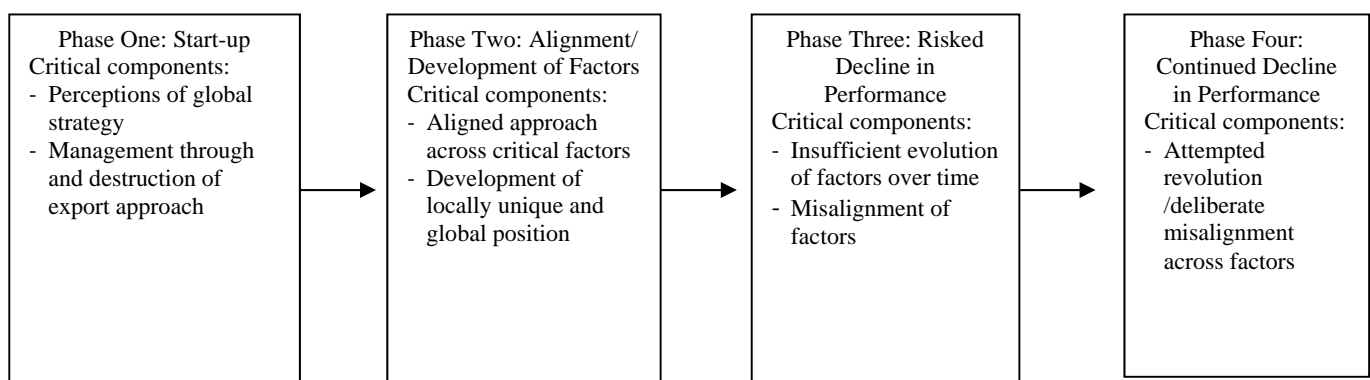 Phase One: Start-up
Critical components:
- Perceptions of global
strategy
- Management through
and destruction of
export approach
Phase Two: Alignment/
Development of Factors
Critical components:
- Aligned approach
across critical factors
- Development of
locally unique and
global position
Phase Three: Risked
Decline in
Performance
Critical components:
- Insufficient evolution
of factors over time
- Misalignment of
factors
Phase Four:
Continued Decline
in Performance
Critical components:
- Attempted
revolution
/deliberate
misalignment
across factors